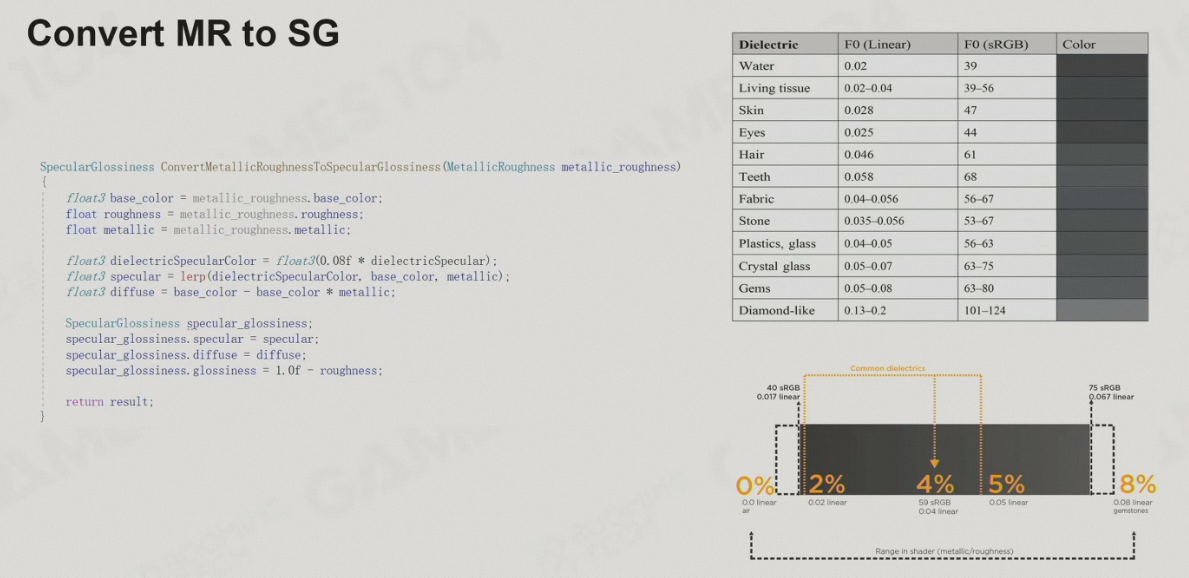 Convert MR to SG
SpecularGlossiness ConvertMetallicRoughnessToSpecularGlossiness(MetallicRoughness metallic_roughness)
{
float3 base_color = metallic_roughness.base_color;
float roughness = metallic_roughness.roughness;
float metallic = metallic_roughness.metallic;
float3 dielectricSpecularColor = float3(0.08f * dielectricSpecular);
float3 specular = lerp(dielectricSpecularColor, base_color, metallic);
float3 diffuse = base_color - base_color * metallic;
SpecularGlossiness specular_glossiness;
specular_glossiness.specular = specular;
specular_glossiness.diffuse = diffuse;
specular_glossiness.glossiness = 1.0f - roughness;
return result;
}
Dielectric F0 (Linear) F0 (sRGB) Color
Water 0.02 39
Living tissue 0.02–0.04 39–56
Skin 0.028 47
Eyes 0.025 44
Hair 0.046 61
Teeth 0.058 68
Fabric 0.04–0.056 56–67
Stone 0.035–0.056 53–67
Plastics, glass 0.04–0.05 56–63
Crystal glass 0.05–0.07 63–75
Gems 0.05–0.08 63–80
Diamond-like 0.13–0.2 101–124
Common dielectrics
40 sRGB
0.017 linear
75 sRGB
0.067 linear
0% 2% 4% 5% 8%
0.0 linear
air
0.02 linear
59 sRGB
0.04 linear
0.05 linear
0.08 linear
gemstones
Range in shader (metallic/roughness)
GAMES 104